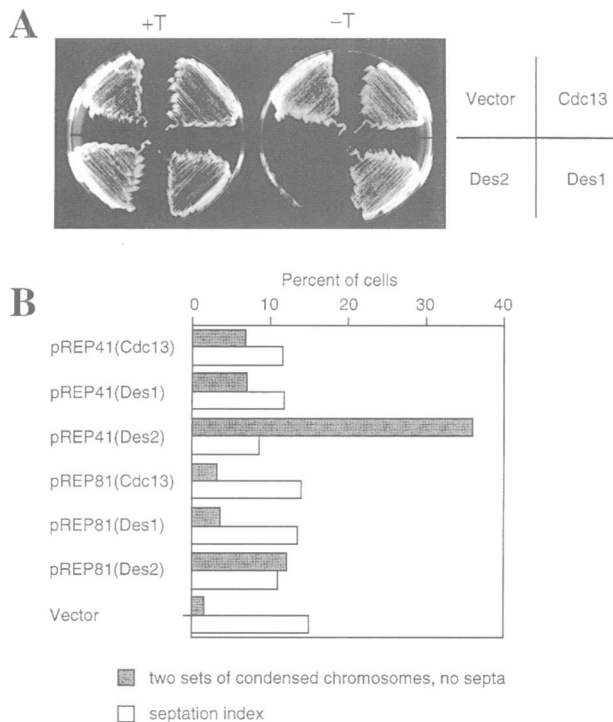 A
+T
−T
Vector
Cdc13
Des2
Des1
B
Percent of cells
0
10
20
30
40
pREP41(Cdc13)
pREP41(Des1)
pREP41(Des2)
pREP81(Cdc13)
pREP81(Des1)
pREP81(Des2)
Vector
two sets of condensed chromosomes, no septa
septation index